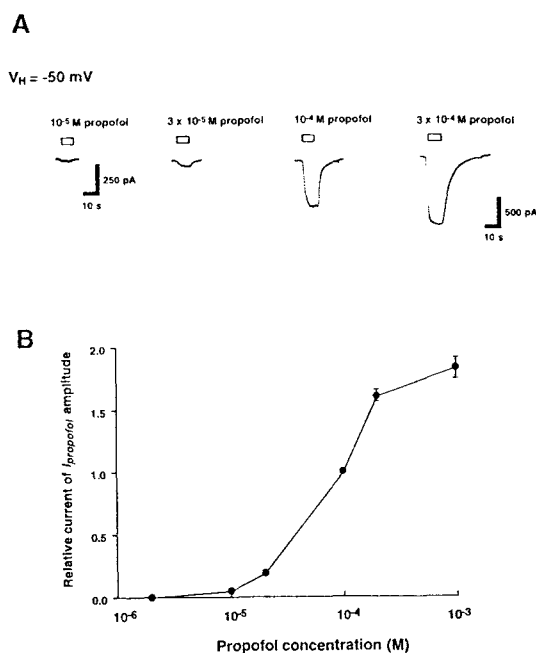 A
V_H = -50 mV
10⁻⁵ M propofol
3 x 10⁻⁵ M propofol
10⁻⁴ M propofol
3 x 10⁻⁴ M propofol
250 pA
10 s
500 pA
10 s
B
Relative current of I_propofol amplitude
2.0
1.5
1.0
0.5
0.0
10⁻⁶
10⁻⁵
10⁻⁴
10⁻³
Propofol concentration (M)